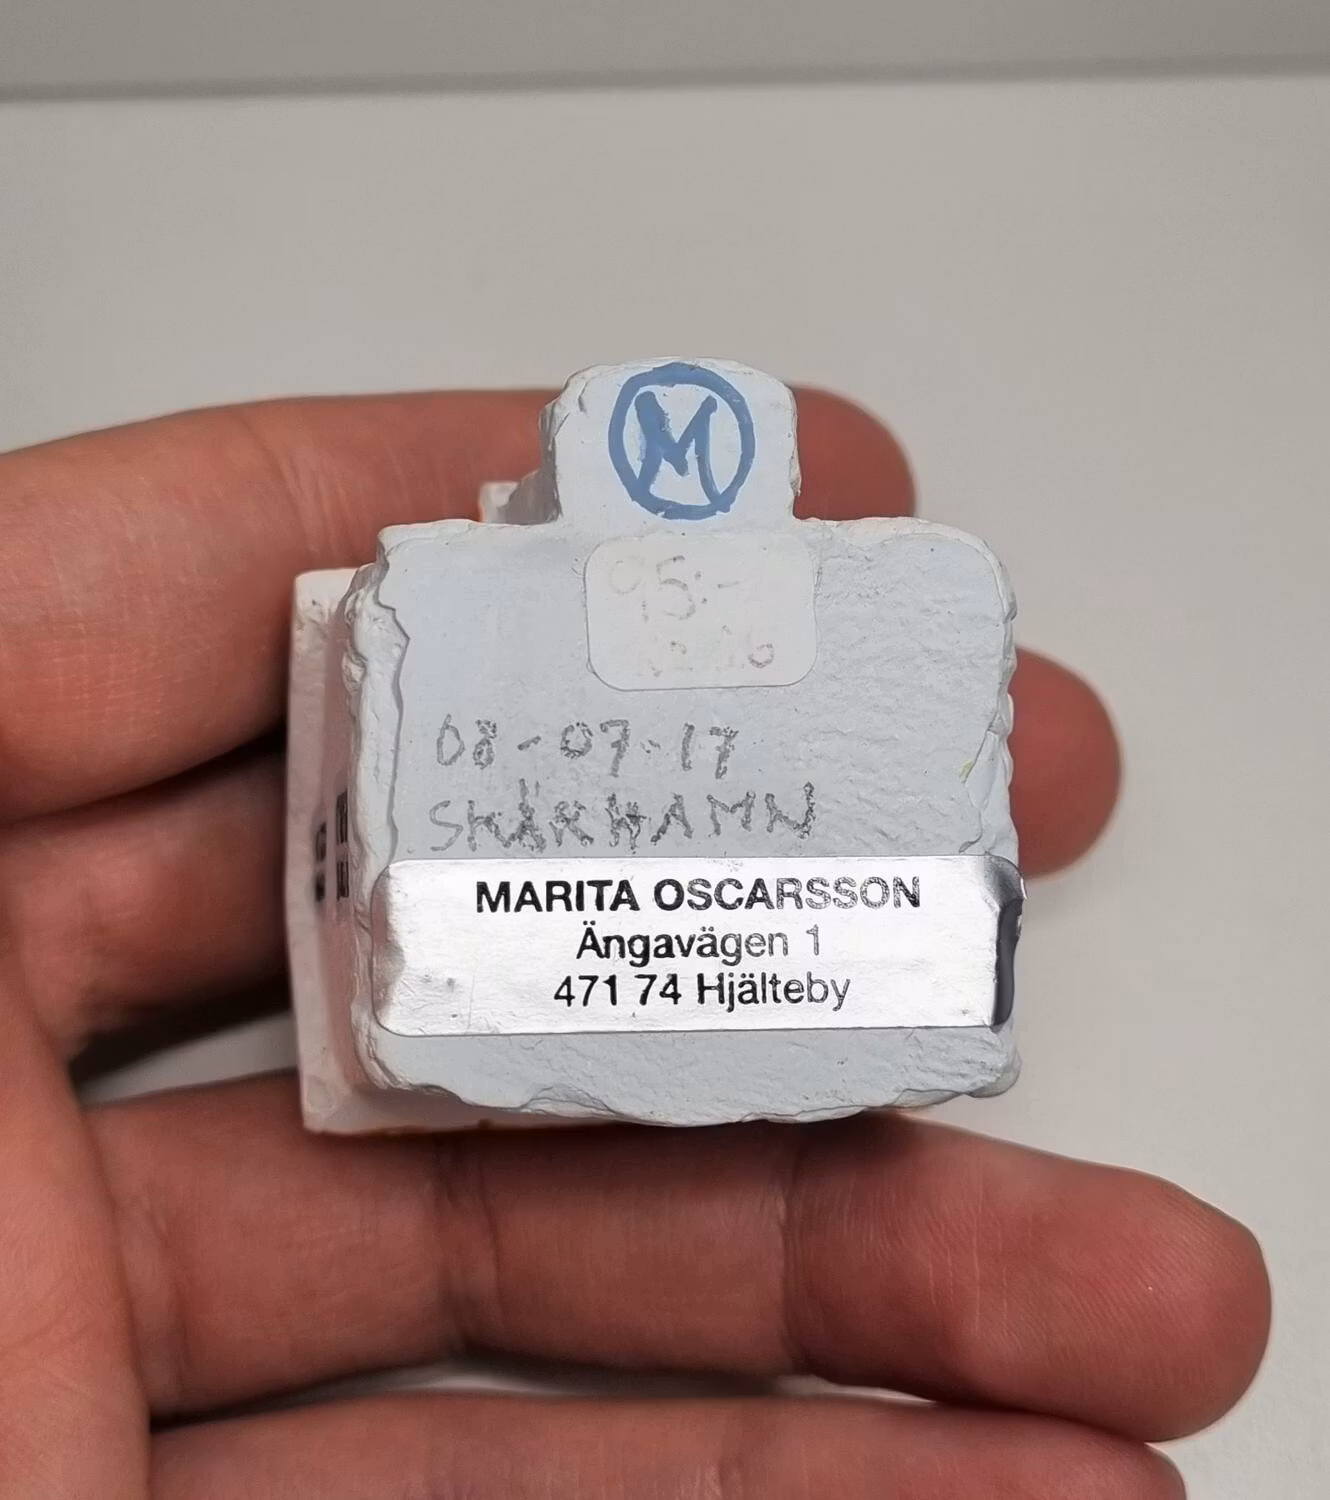 M
95:-
08-07-17
SKÄRHAMN
MARITA OSCARSSON
Ängavägen 1
471 74 Hjälteby